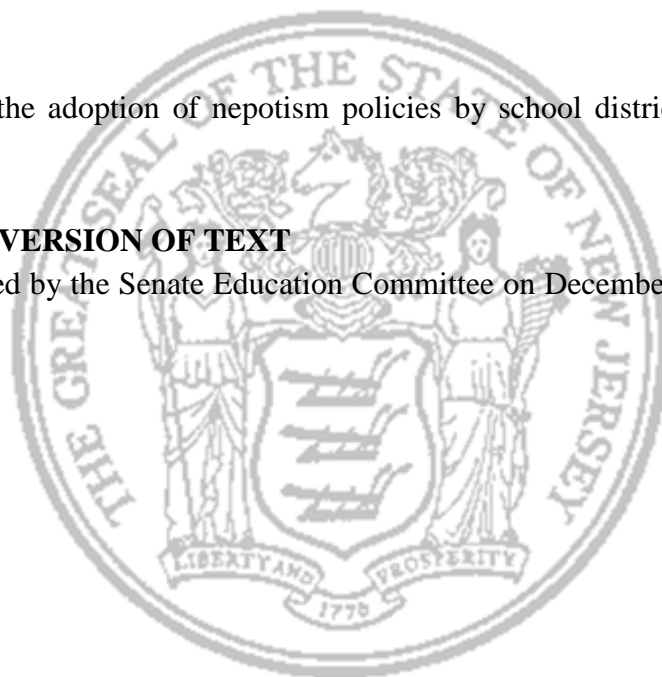 THE GREAT SEAL OF THE STATE OF NEW JERSEY
the adoption of nepotism policies by school distri
VERSION OF TEXT
ed by the Senate Education Committee on Decembe
LIBERTY AND PROSPERITY
1776